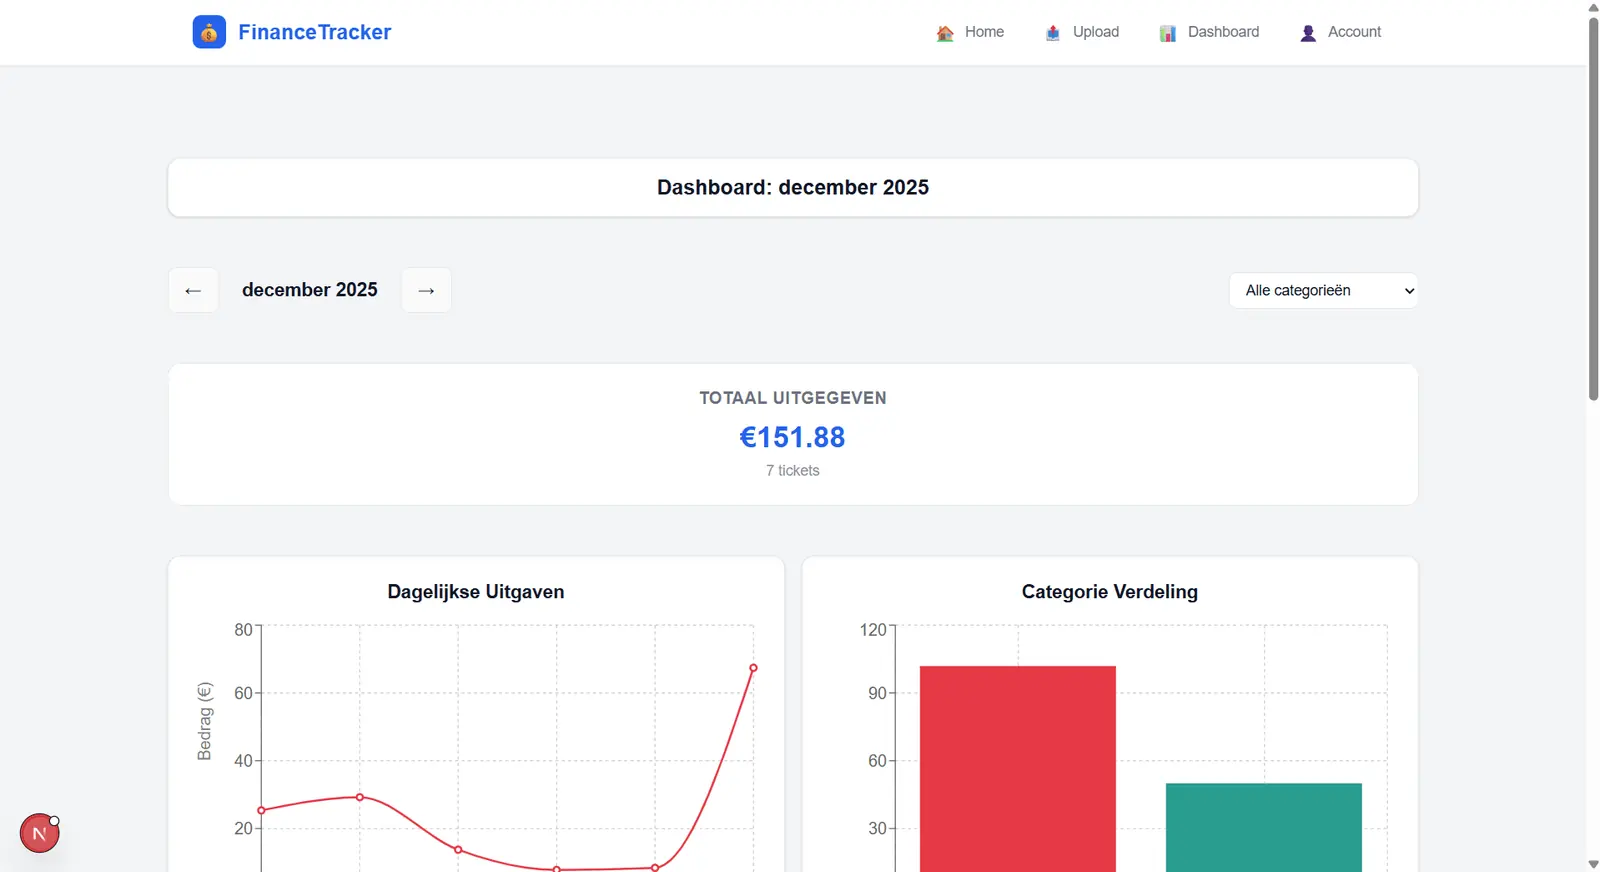 FinanceTracker
Home
Upload
Dashboard
Account
Dashboard: december 2025
←
december 2025
→
Alle categorieën
TOTAAL UITGEGEVEN
€151.88
7 tickets
Dagelijkse Uitgaven
80
60
40
20
Bedrag (€)
Categorie Verdeling
120
90
60
30
N